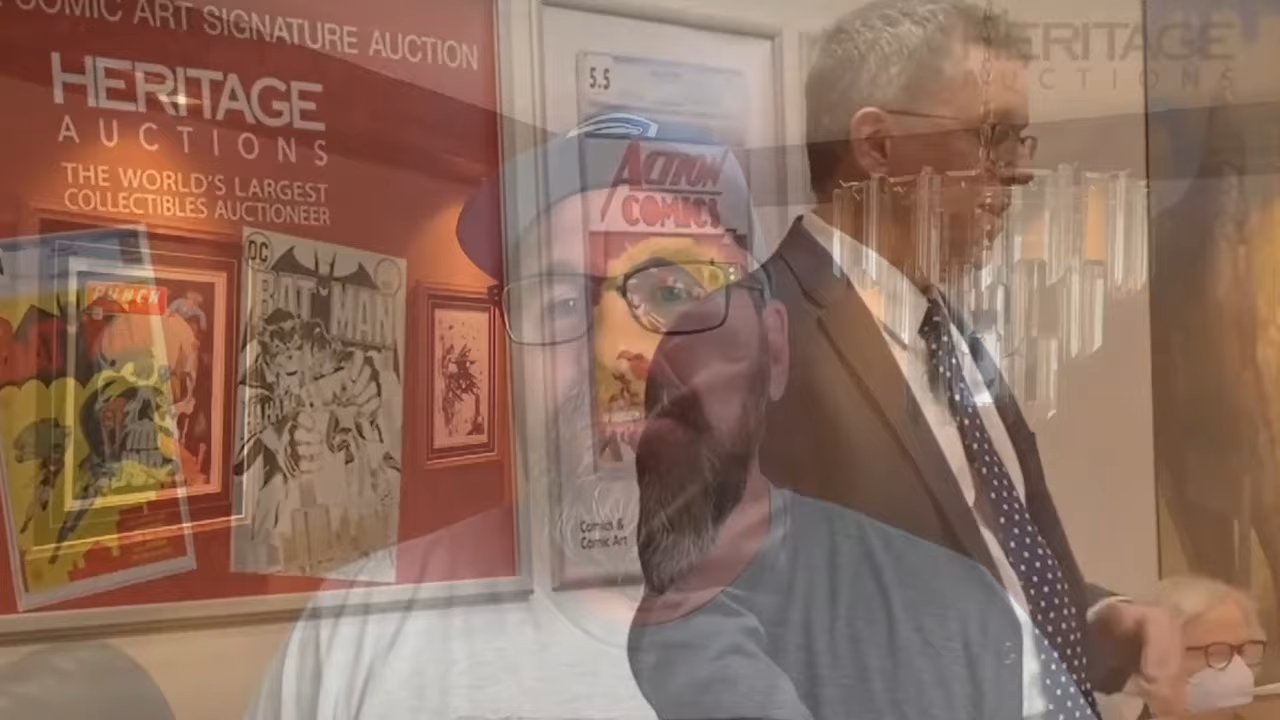 COMIC ART SIGNATURE AUCTION
HERITAGE
AUCTIONS
THE WORLD'S LARGEST
COLLECTIBLES AUCTIONEER
DC
BATMAN
PUNCH
5.5
ACTION
COMICS
Comics &
Comic Art
HERITAGE
AUCTIONS